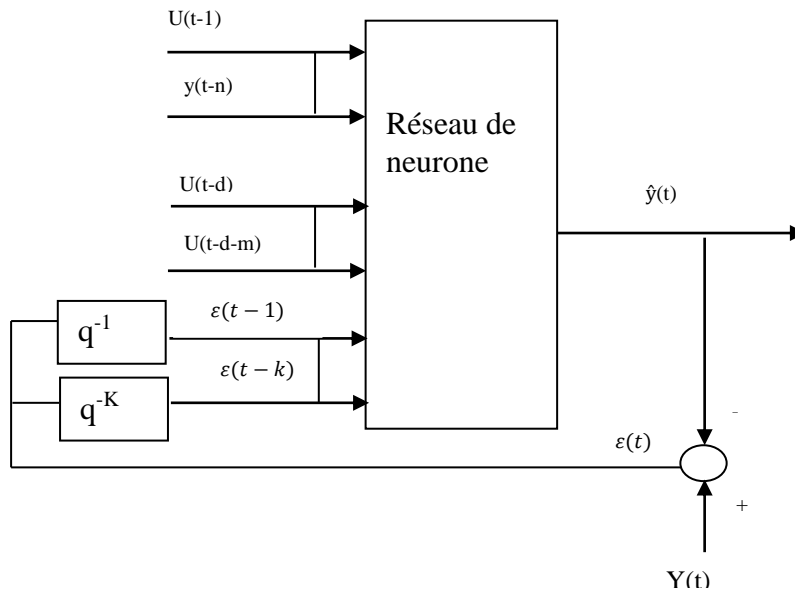 U(t-1)
y(t-n)
Réseau de
neurone
U(t-d)
ŷ(t)
U(t-d-m)
q⁻¹
ε(t − 1)
ε(t − k)
q⁻ᴷ
-
ε(t)
+
Y(t)